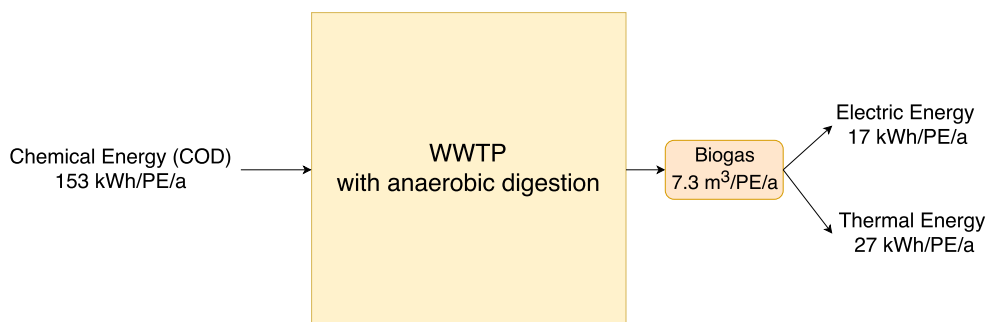 Chemical Energy (COD)
153 kWh/PE/a
WWTP
with anaerobic digestion
Biogas
7.3 m³/PE/a
Electric Energy
17 kWh/PE/a
Thermal Energy
27 kWh/PE/a